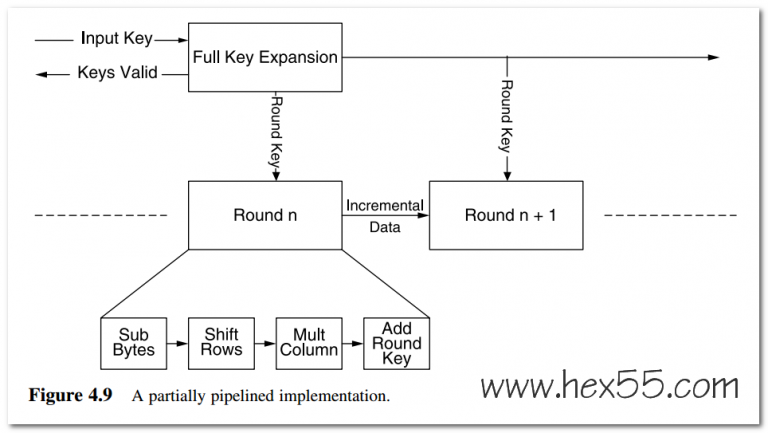 Input Key
Keys Valid
Full Key Expansion
Round Key
Round Key
Round n
Incremental
Data
Round n + 1
Sub
Bytes
Shift
Rows
Mult
Column
Add
Round
Key
Figure 4.9 A partially pipelined implementation.
www.hex55.com